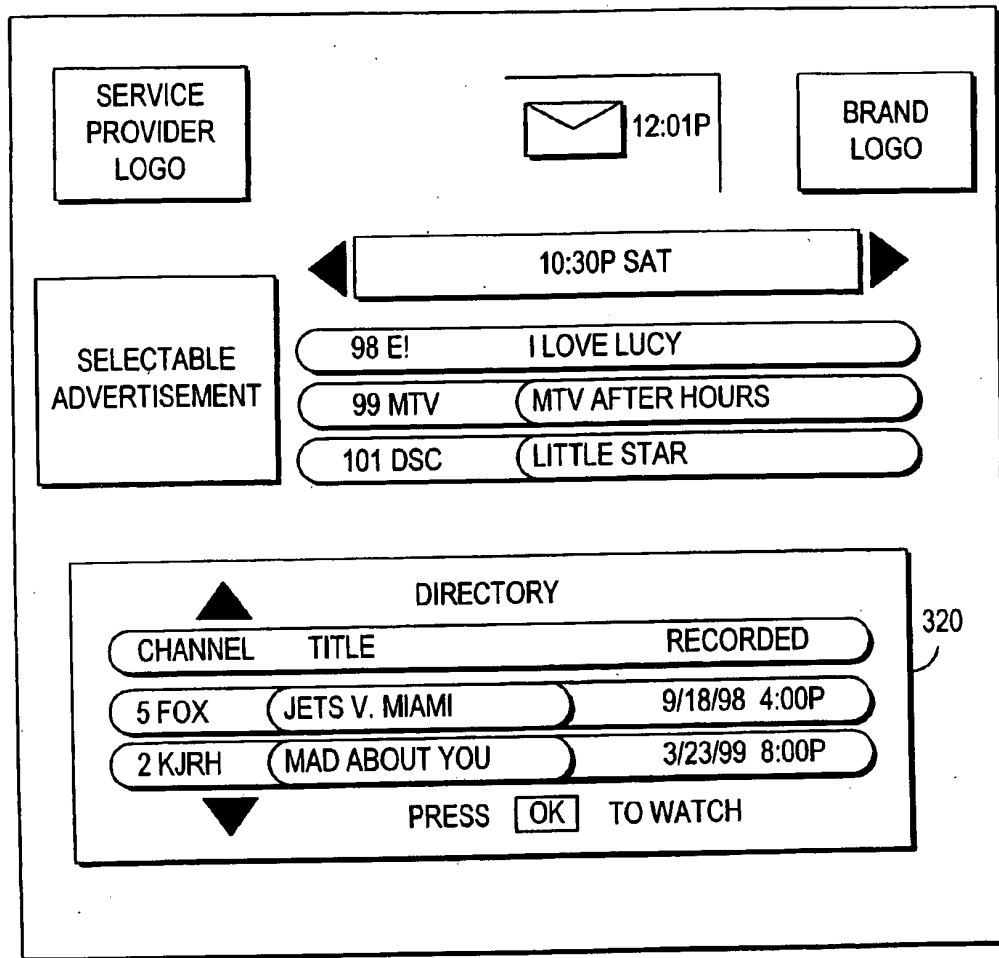 SERVICE
PROVIDER
LOGO
12:01P
BRAND
LOGO
10:30P SAT
SELECTABLE
ADVERTISEMENT
98 E! I LOVE LUCY
99 MTV MTV AFTER HOURS
101 DSC LITTLE STAR
DIRECTORY
CHANNEL TITLE RECORDED
5 FOX JETS V. MIAMI 9/18/98 4:00P
2 KJRH MAD ABOUT YOU 3/23/99 8:00P
PRESS OK TO WATCH
320